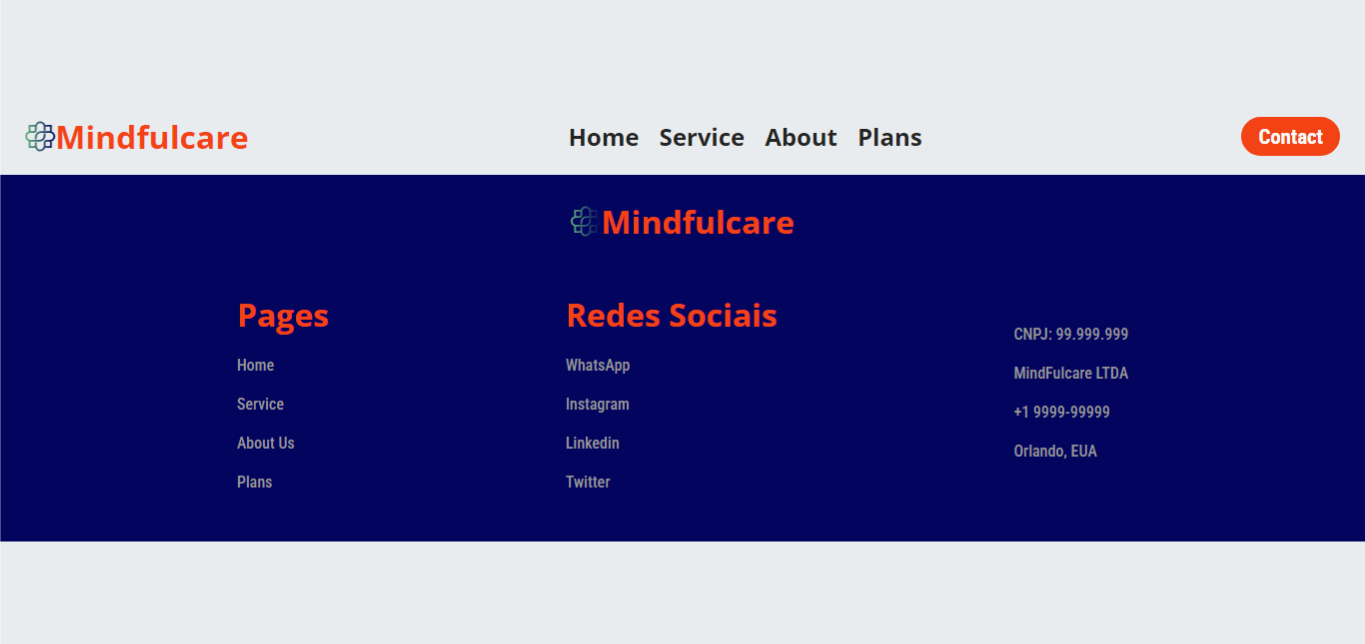 Mindfulcare
Home Service About Plans
Contact
Mindfulcare
Pages
Home
Service
About Us
Plans
Redes Sociais
WhatsApp
Instagram
Linkedin
Twitter
CNPJ: 99.999.999
MindFulcare LTDA
+1 9999-99999
Orlando, EUA